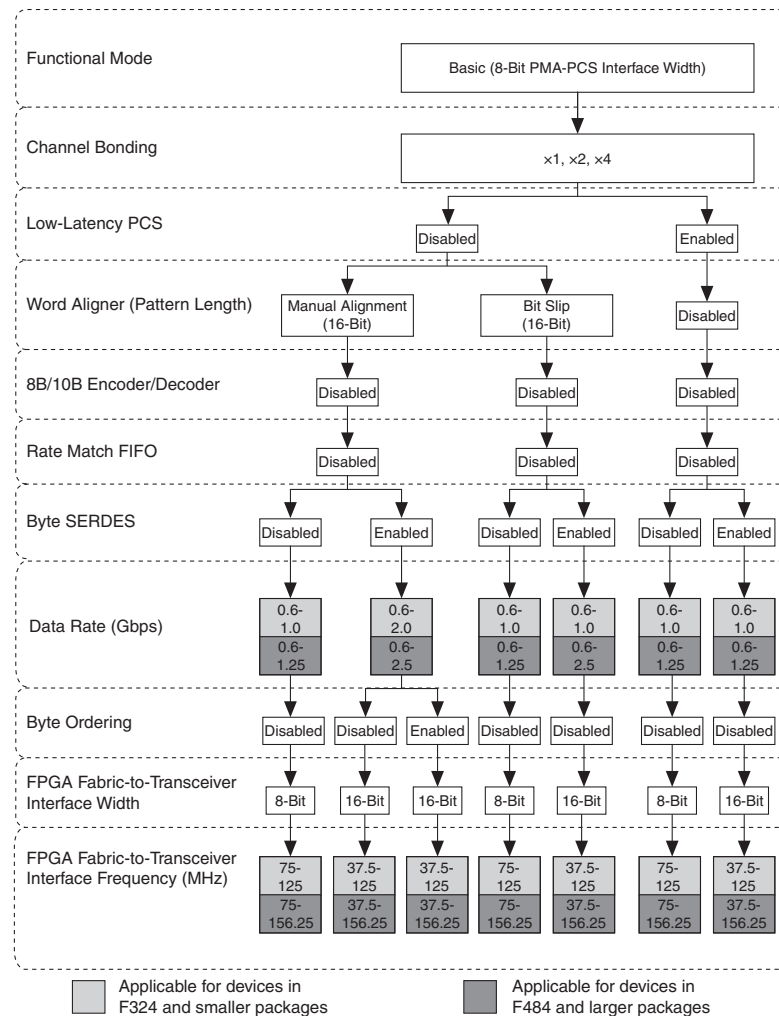 Functional Mode
Basic (8-Bit PMA-PCS Interface Width)
Channel Bonding
×1, ×2, ×4
Low-Latency PCS
Disabled
Enabled
Word Aligner (Pattern Length)
Manual Alignment
(16-Bit)
Bit Slip
(16-Bit)
Disabled
8B/10B Encoder/Decoder
Disabled
Disabled
Disabled
Rate Match FIFO
Disabled
Disabled
Disabled
Byte SERDES
Disabled
Enabled
Disabled
Enabled
Disabled
Enabled
Data Rate (Gbps)
0.6-
1.0
0.6-
1.25
0.6-
2.0
0.6-
2.5
0.6-
1.0
0.6-
1.25
0.6-
1.0
0.6-
2.5
0.6-
1.0
0.6-
1.25
0.6-
1.0
0.6-
1.25
Byte Ordering
Disabled
Disabled
Enabled
Disabled
Disabled
Disabled
Disabled
FPGA Fabric-to-Transceiver
Interface Width
8-Bit
16-Bit
16-Bit
8-Bit
16-Bit
8-Bit
16-Bit
FPGA Fabric-to-Transceiver
Interface Frequency (MHz)
75-
125
75-
156.25
37.5-
125
37.5-
156.25
37.5-
125
37.5-
156.25
75-
125
75-
156.25
37.5-
125
37.5-
156.25
75-
125
75-
156.25
37.5-
125
37.5-
156.25
Applicable for devices in
F324 and smaller packages
Applicable for devices in
F484 and larger packages